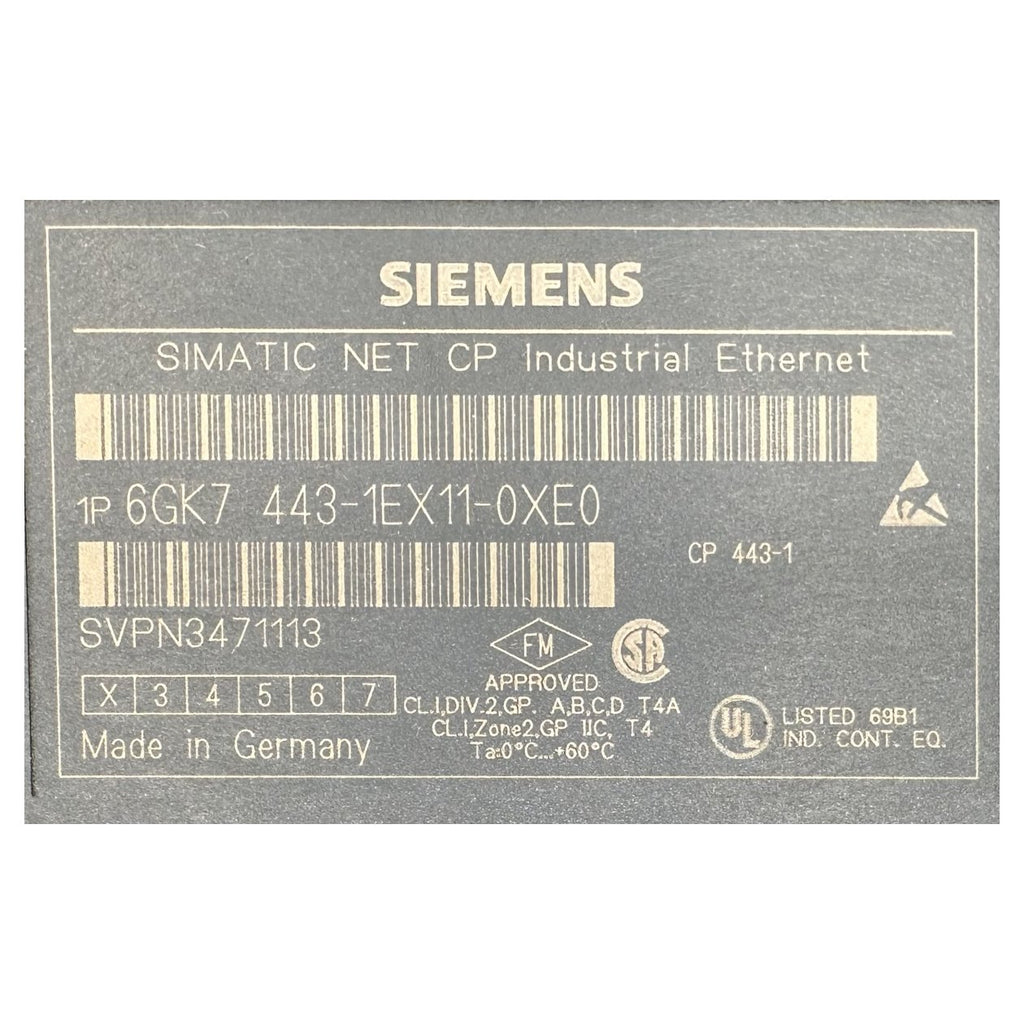 SIEMENS
SIMATIC NET CP Industrial Ethernet
1P 6GK7 443-1EX11-0XE0
CP 443-1
SVPN3471113
FM
SA
APPROVED
X 3 4 5 6 7
CL.I,DIV.2,GP. A,B,C,D T4A
CL.I,Zone2,GP IIC, T4
Ta:0°C...+60°C
UL
LISTED 69B1
IND. CONT. EQ.
Made in Germany